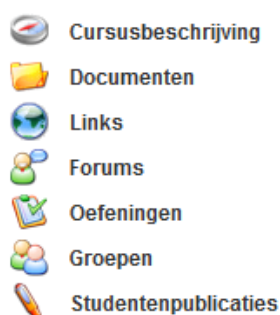 Cursusbeschrijving
Documenten
Links
Forums
Oefeningen
Groepen
Studentenpublicaties